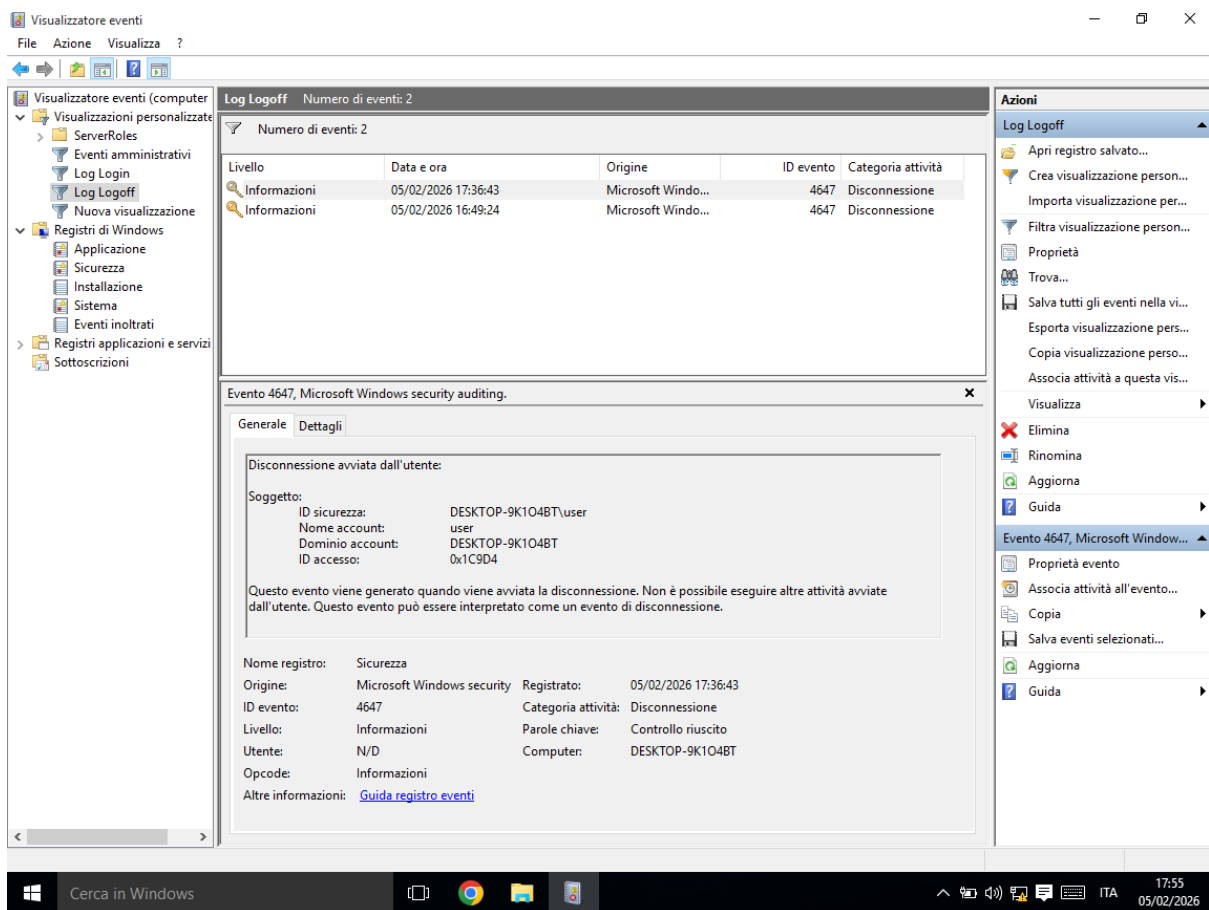 Visualizzatore eventi
File Azione Visualizza ?
Visualizzatore eventi (computer
Visualizzazioni personalizzate
ServerRoles
Eventi amministrativi
Log Login
Log Logoff
Nuova visualizzazione
Registri di Windows
Applicazione
Sicurezza
Installazione
Sistema
Eventi inoltrati
Registri applicazioni e servizi
Sottoscrizioni
Log Logoff Numero di eventi: 2
Numero di eventi: 2
Livello Data e ora Origine ID evento Categoria attività
Informazioni 05/02/2026 17:36:43 Microsoft Windo... 4647 Disconnessione
Informazioni 05/02/2026 16:49:24 Microsoft Windo... 4647 Disconnessione
Evento 4647, Microsoft Windows security auditing.
Generale Dettagli
Disconnessione avviata dall'utente:
Soggetto:
ID sicurezza: DESKTOP-9K1O4BT\user
Nome account: user
Dominio account: DESKTOP-9K1O4BT
ID accesso: 0x1C9D4
Questo evento viene generato quando viene avviata la disconnessione. Non è possibile eseguire altre attività avviate
dall'utente. Questo evento può essere interpretato come un evento di disconnessione.
Nome registro: Sicurezza
Origine: Microsoft Windows security Registrato: 05/02/2026 17:36:43
ID evento: 4647 Categoria attività: Disconnessione
Livello: Informazioni Parole chiave: Controllo riuscito
Utente: N/D Computer: DESKTOP-9K1O4BT
Opcode: Informazioni
Altre informazioni: Guida registro eventi
Azioni
Log Logoff
Apri registro salvato...
Crea visualizzazione person...
Importa visualizzazione per...
Filtra visualizzazione person...
Proprietà
Trova...
Salva tutti gli eventi nella vi...
Esporta visualizzazione pers...
Copia visualizzazione perso...
Associa attività a questa vis...
Visualizza
Elimina
Rinomina
Aggiorna
Guida
Evento 4647, Microsoft Window...
Proprietà evento
Associa attività all'evento...
Copia
Salva eventi selezionati...
Aggiorna
Guida
Cerca in Windows
ITA
17:55
05/02/2026